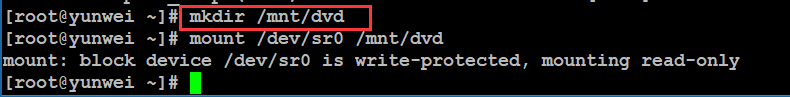 [root@yunwei ~]# mkdir /mnt/dvd
[root@yunwei ~]# mount /dev/sr0 /mnt/dvd
mount: block device /dev/sr0 is write-protected, mounting read-only
[root@yunwei ~]#